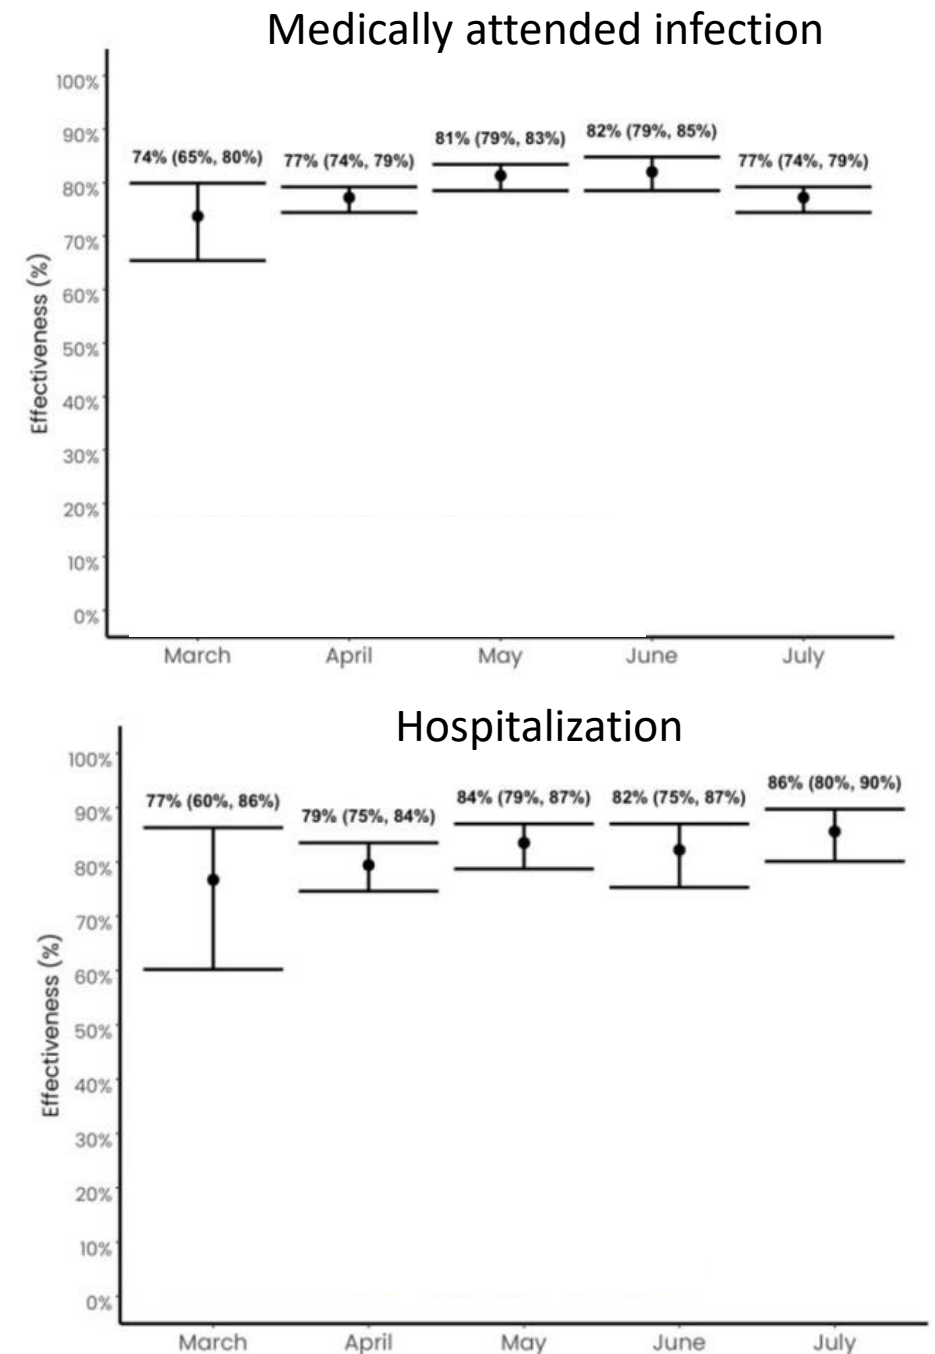 Medically attended infection
Effectiveness (%)
100%
90%
80%
70%
60%
50%
40%
30%
20%
10%
0%
74% (65%, 80%)
77% (74%, 79%)
81% (79%, 83%)
82% (79%, 85%)
77% (74%, 79%)
March April May June July
Hospitalization
Effectiveness (%)
100%
90%
80%
70%
60%
50%
40%
30%
20%
10%
0%
77% (60%, 86%)
79% (75%, 84%)
84% (79%, 87%)
82% (75%, 87%)
86% (80%, 90%)
March April May June July